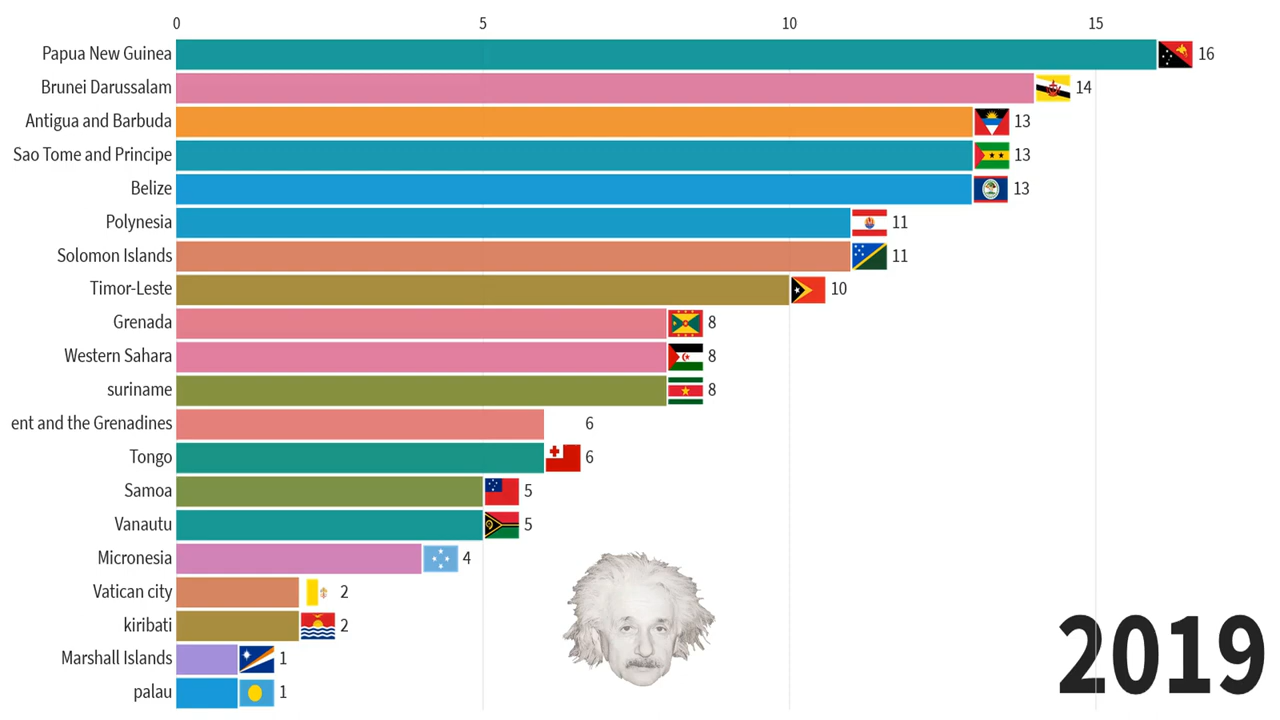 0 5 10 15
Papua New Guinea 16
Brunei Darussalam 14
Antigua and Barbuda 13
Sao Tome and Principe 13
Belize 13
Polynesia 11
Solomon Islands 11
Timor-Leste 10
Grenada 8
Western Sahara 8
suriname 8
ent and the Grenadines 6
Tongo 6
Samoa 5
Vanautu 5
Micronesia 4
Vatican city 2
kiribati 2
Marshall Islands 1
palau 1
2019